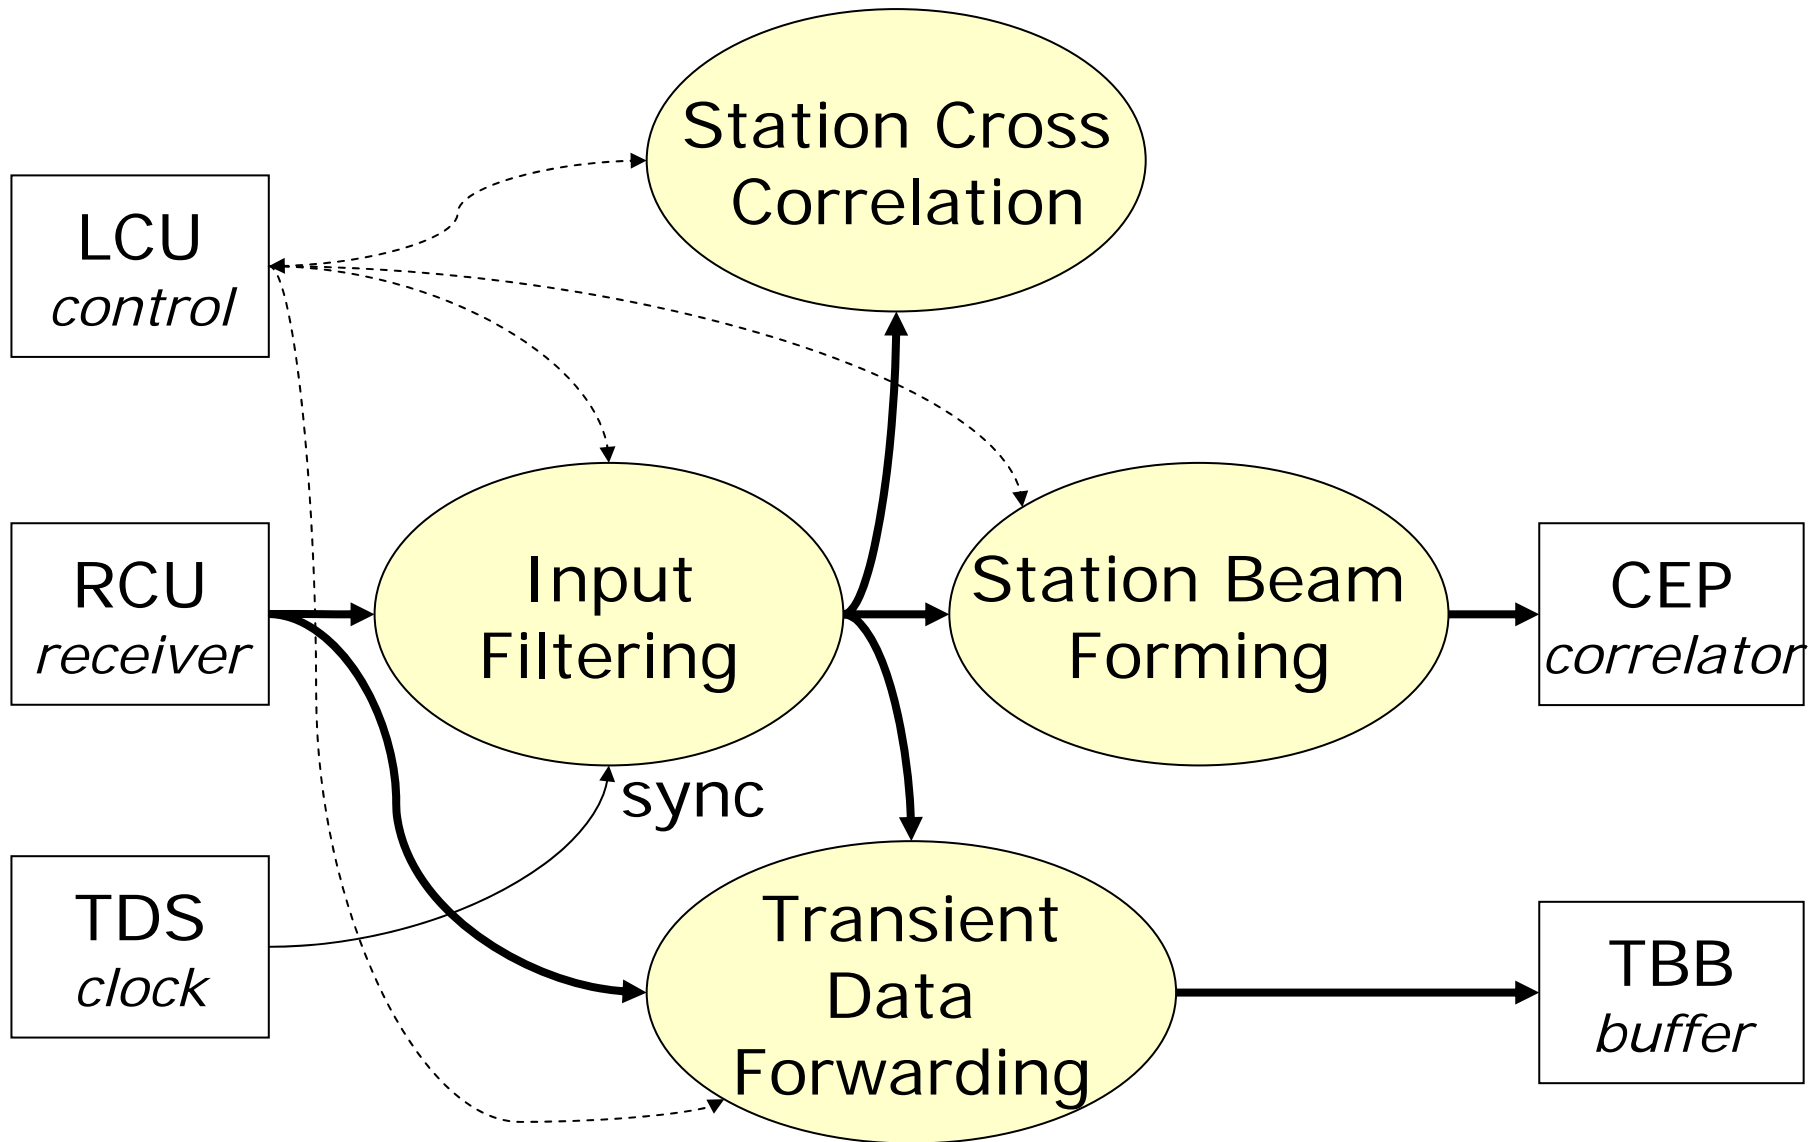 Station Cross
Correlation
LCU
control
RCU
receiver
Input
Filtering
Station Beam
Forming
CEP
correlator
sync
TDS
clock
Transient
Data
Forwarding
TBB
buffer